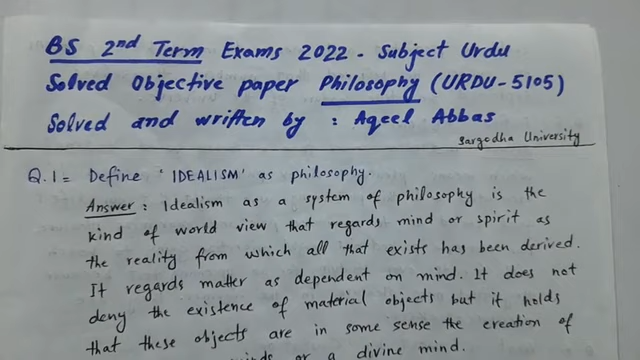 BS 2nd Term Exams 2022 - Subject Urdu
Solved Objective paper Philosophy (URDU-5105)
Solved and written by : Aqeel Abbas
Sargodha University
Q.1= Define 'IDEALISM' as philosophy.
Answer : Idealism as a system of philosophy is the
kind of world view that regards mind or spirit as
the reality from which all that exists has been derived.
It regards matter as dependent on mind. It does not
deny the existence of material objects but it holds
that these objects are in some sense the creation of
or a divine mind.